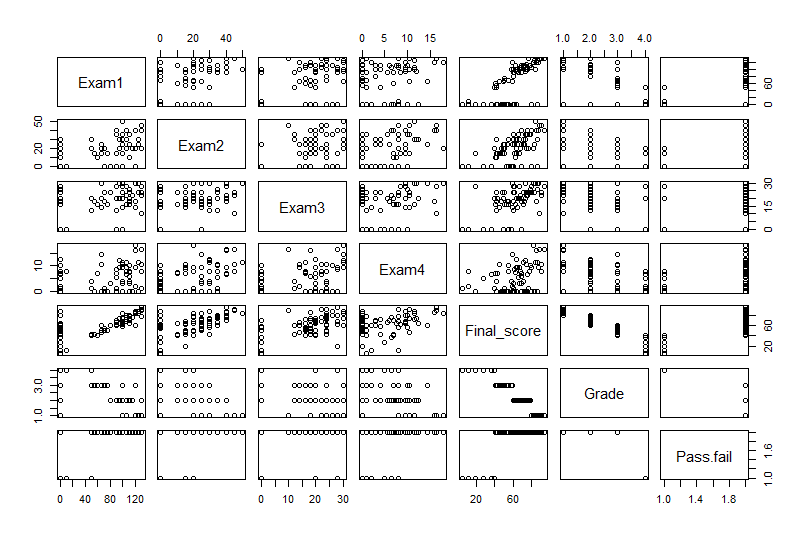 0 20 40 0 5 10 15 1.0 2.0 3.0 4.0
Exam1 0 60
0 20 50 Exam2
Exam3 0 15 30
0 10 Exam4
Final_score 20 60
1.0 3.0 Grade
Pass.fail 1.0 1.6
0 40 80 120 0 5 10 20 30 20 60 1.0 1.4 1.8